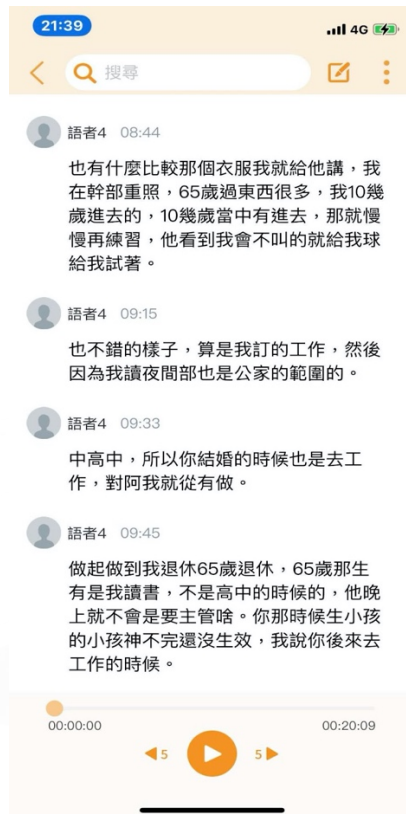 21:39
4G
搜尋
語者4 08:44
也有什麼比較那個衣服我就給他講，我
在幹部重照，65歲過東西很多，我10幾
歲進去的，10幾歲當中有進去，那就慢
慢再練習，他看到我會不叫的就給我球
給我試著。
語者4 09:15
也不錯的樣子，算是我訂的工作，然後
因為我讀夜間部也是公家的範圍的。
語者4 09:33
中高中，所以你結婚的時候也是去工
作，對阿我就從有做。
語者4 09:45
做起做到我退休65歲退休，65歲那生
有是我讀書，不是高中的時候的，他晚
上就不會是要主管啥。你那時候生小孩
的小孩神不完還沒生效，我說你後來去
工作的時候。
00:00:00 00:20:09
5 5